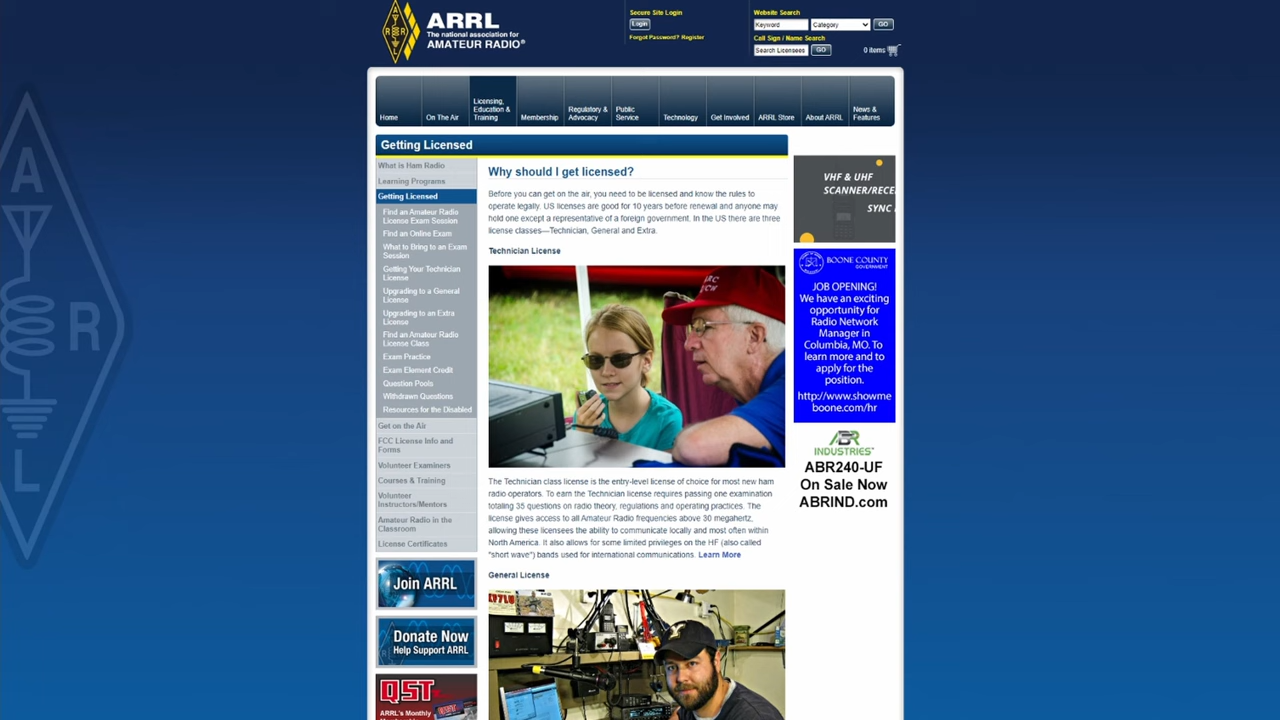 ARRL
The national association for
AMATEUR RADIO®
Secure Site Login
Login
Forgot Password? Register
Website Search
Keyword
Category
GO
Call Sign / Name Search
Search Licensees
GO
0 items
Home
On The Air
Licensing,
Education &
Training
Membership
Regulatory &
Advocacy
Public
Service
Technology
Get Involved
ARRL Store
About ARRL
News &
Features
Getting Licensed
What is Ham Radio
Learning Programs
Getting Licensed
Find an Amateur Radio
License Exam Session
Find an Online Exam
What to Bring to an Exam
Session
Getting Your Technician
License
Upgrading to a General
License
Upgrading to an Extra
License
Find an Amateur Radio
License Class
Exam Practice
Exam Element Credit
Question Pools
Withdrawn Questions
Resources for the Disabled
Get on the Air
FCC License Info and
Forms
Volunteer Examiners
Courses & Training
Volunteer
Instructors/Mentors
Amateur Radio in the
Classroom
License Certificates
Join ARRL
Donate Now
Help Support ARRL
QST
ARRL's Monthly
Why should I get licensed?
Before you can get on the air, you need to be licensed and know the rules to
operate legally. US licenses are good for 10 years before renewal and anyone may
hold one except a representative of a foreign government. In the US there are three
license classes—Technician, General and Extra.
Technician License
The Technician class license is the entry-level license of choice for most new ham
radio operators. To earn the Technician license requires passing one examination
totaling 35 questions on radio theory, regulations and operating practices. The
license gives access to all Amateur Radio frequencies above 30 megahertz,
allowing these licensees the ability to communicate locally and most often within
North America. It also allows for some limited privileges on the HF (also called
"short wave") bands used for international communications. Learn More
General License
VHF & UHF
SCANNER/RECE
SYNC
BOONE COUNTY
GOVERNMENT
JOB OPENING!
We have an exciting
opportunity for
Radio Network
Manager in
Columbia, MO. To
learn more and to
apply for the
position.
http://www.showme
boone.com/hr
ABR
INDUSTRIES™
ABR240-UF
On Sale Now
ABRIND.com